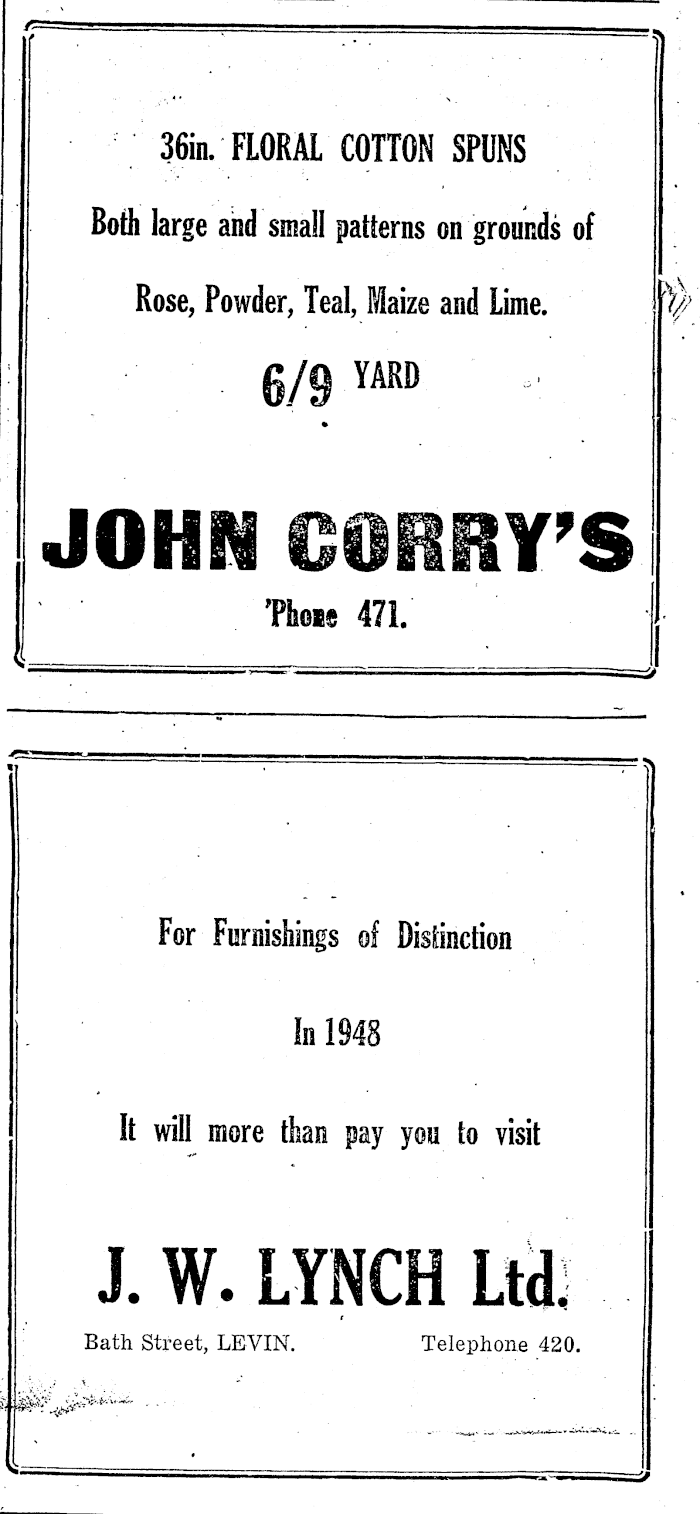 36in. FLORAL COTTON SPUNS
Both large and small patterns on grounds of
Rose, Powder, Teal, Maize and Lime.
6/9 YARD
JOHN CORRY'S
'Phone 471.
For Furnishings of Distinction
In 1948
It will more than pay you to visit
J. W. LYNCH Ltd.
Bath Street, LEVIN. Telephone 420.